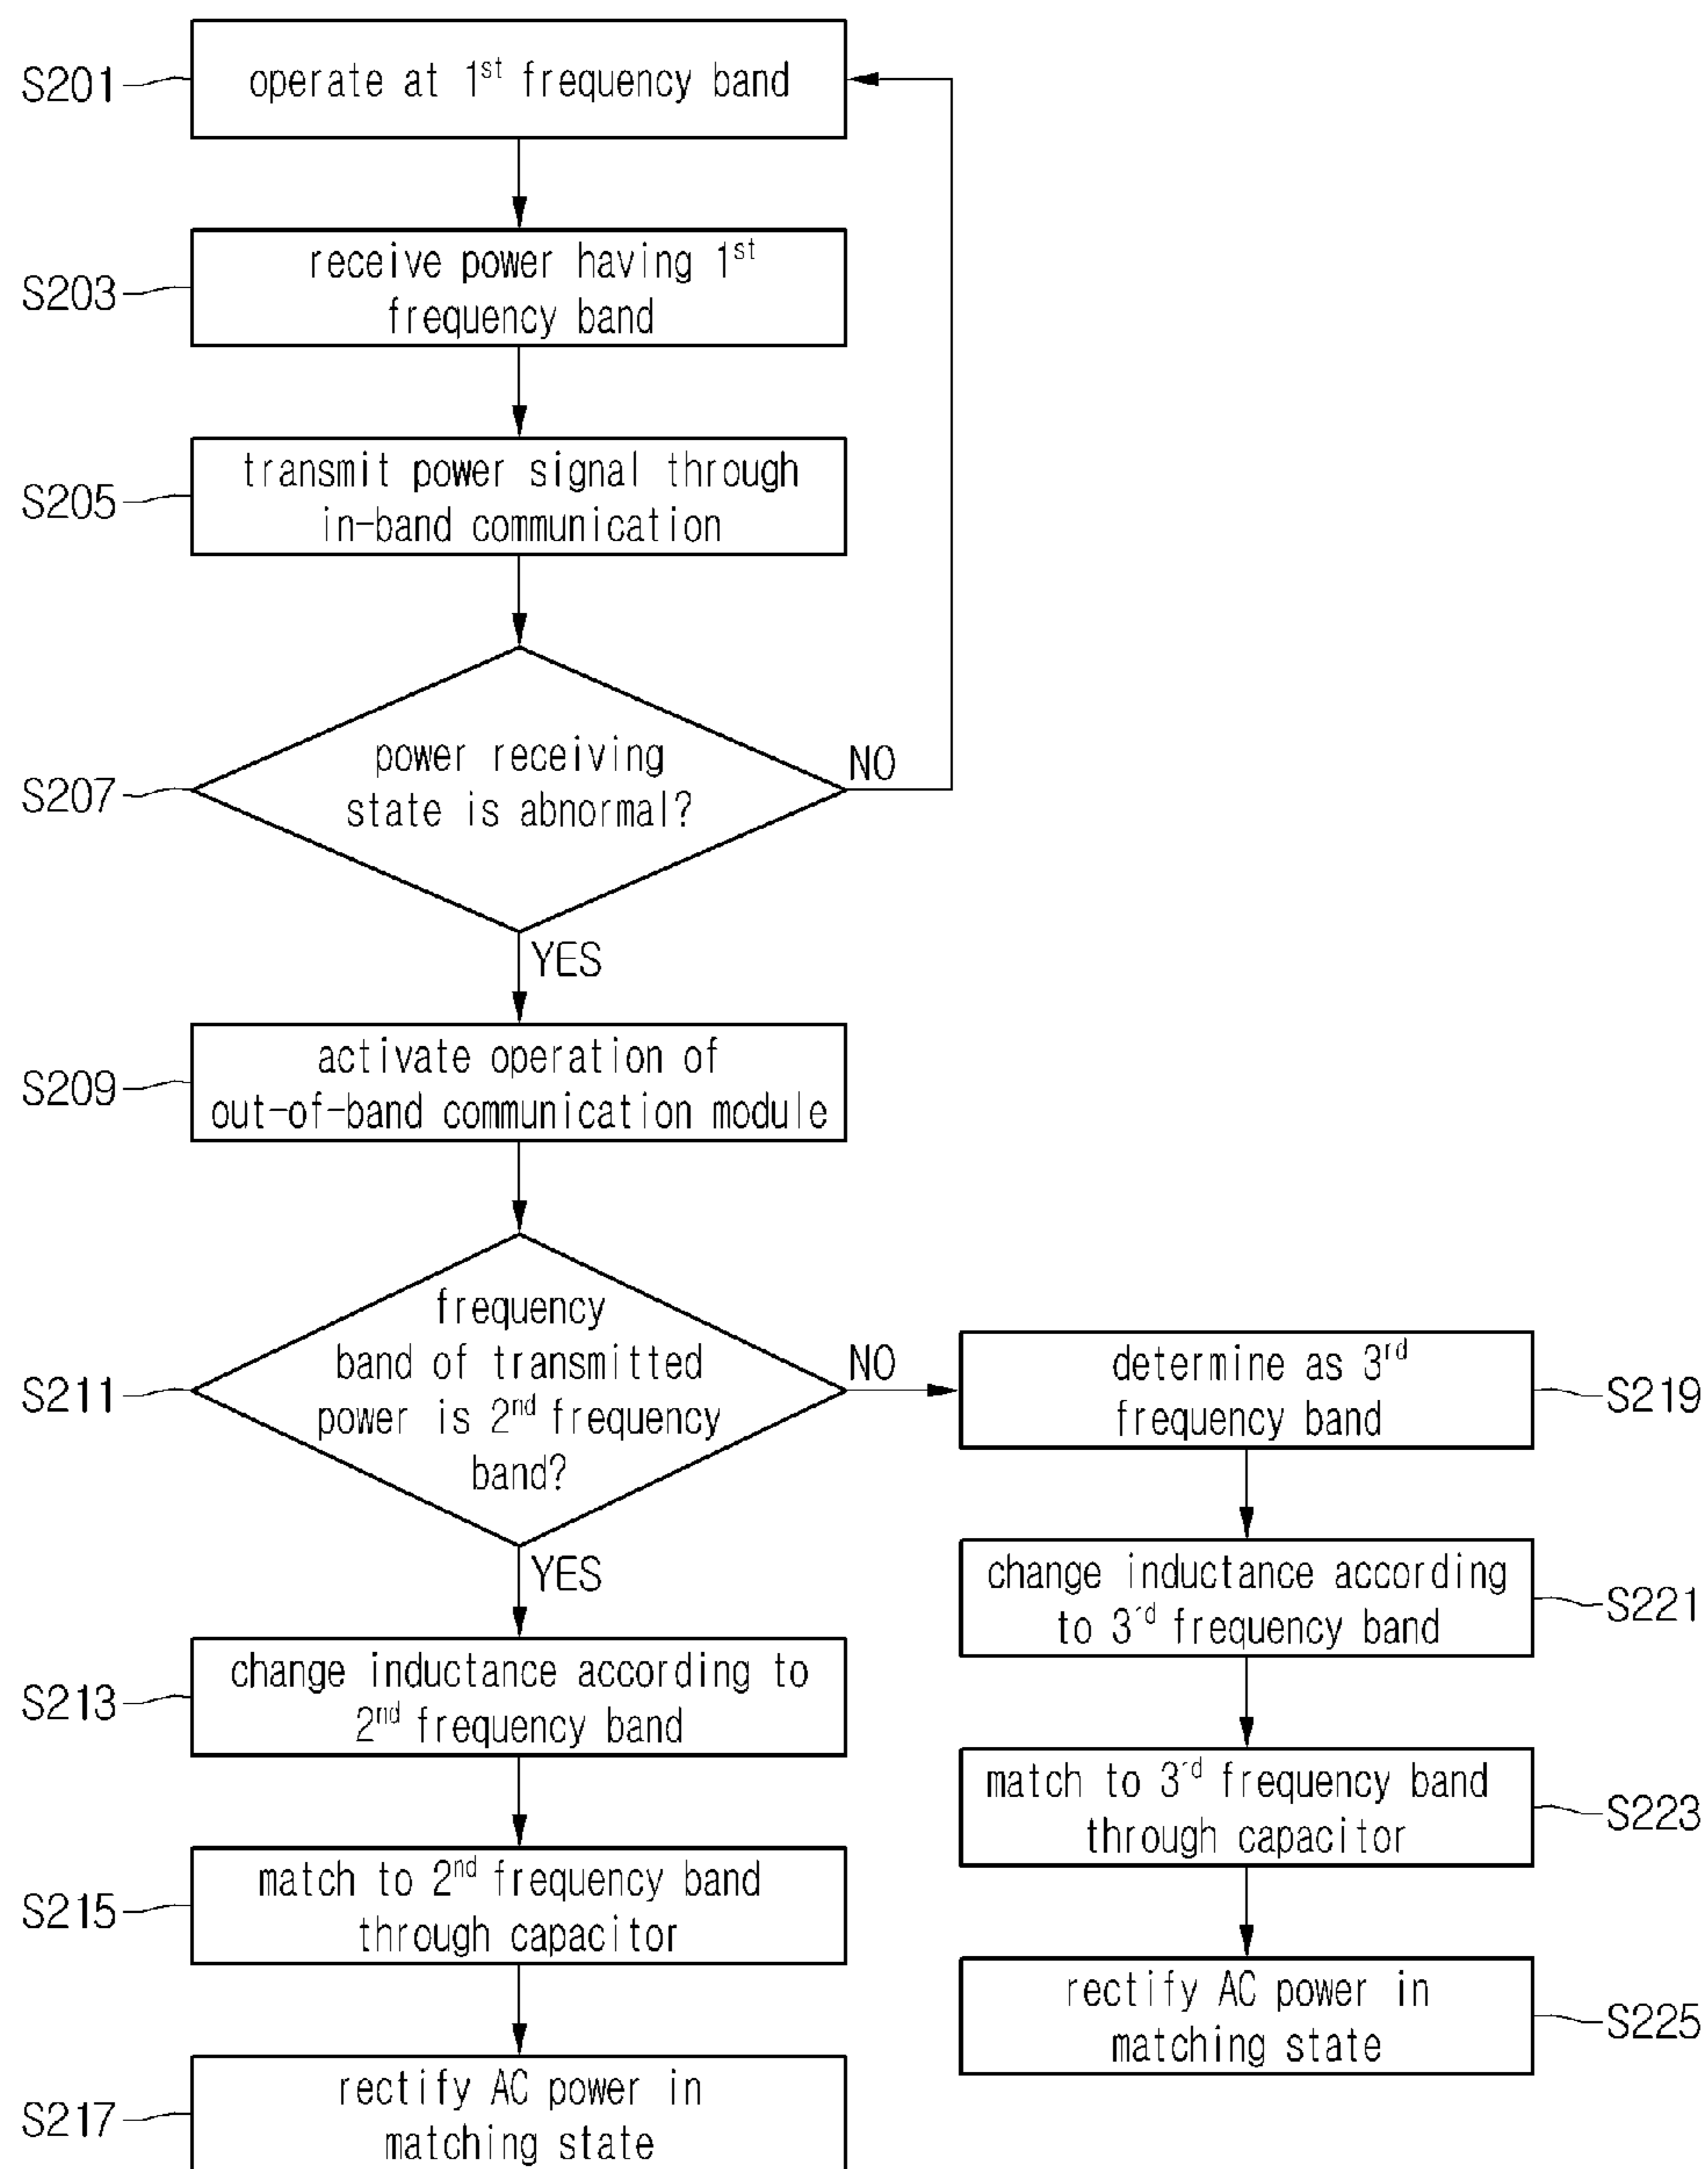 S201
operate at 1st frequency band
S203
receive power having 1st
frequency band
S205
transmit power signal through
in-band communication
S207
power receiving
state is abnormal?
NO
YES
S209
activate operation of
out-of-band communication module
S211
frequency
band of transmitted
power is 2nd frequency
band?
NO
YES
determine as 3rd
frequency band
S219
change inductance according
to 3rd frequency band
S221
S213
change inductance according to
2nd frequency band
match to 3rd frequency band
through capacitor
S223
S215
match to 2nd frequency band
through capacitor
rectify AC power in
matching state
S225
S217
rectify AC power in
matching state